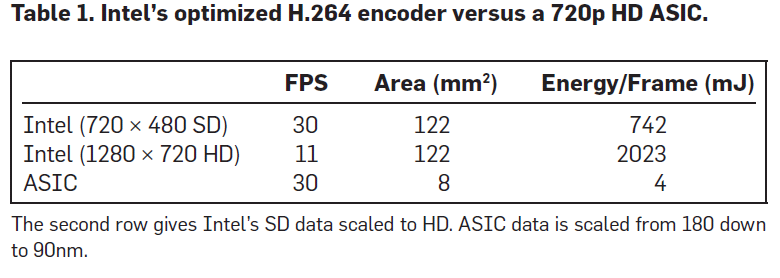 Table 1. Intel’s optimized H.264 encoder versus a 720p HD ASIC.
FPS Area (mm²) Energy/Frame (mJ)
Intel (720 × 480 SD) 30 122 742
Intel (1280 × 720 HD) 11 122 2023
ASIC 30 8 4
The second row gives Intel’s SD data scaled to HD. ASIC data is scaled from 180 down
to 90nm.